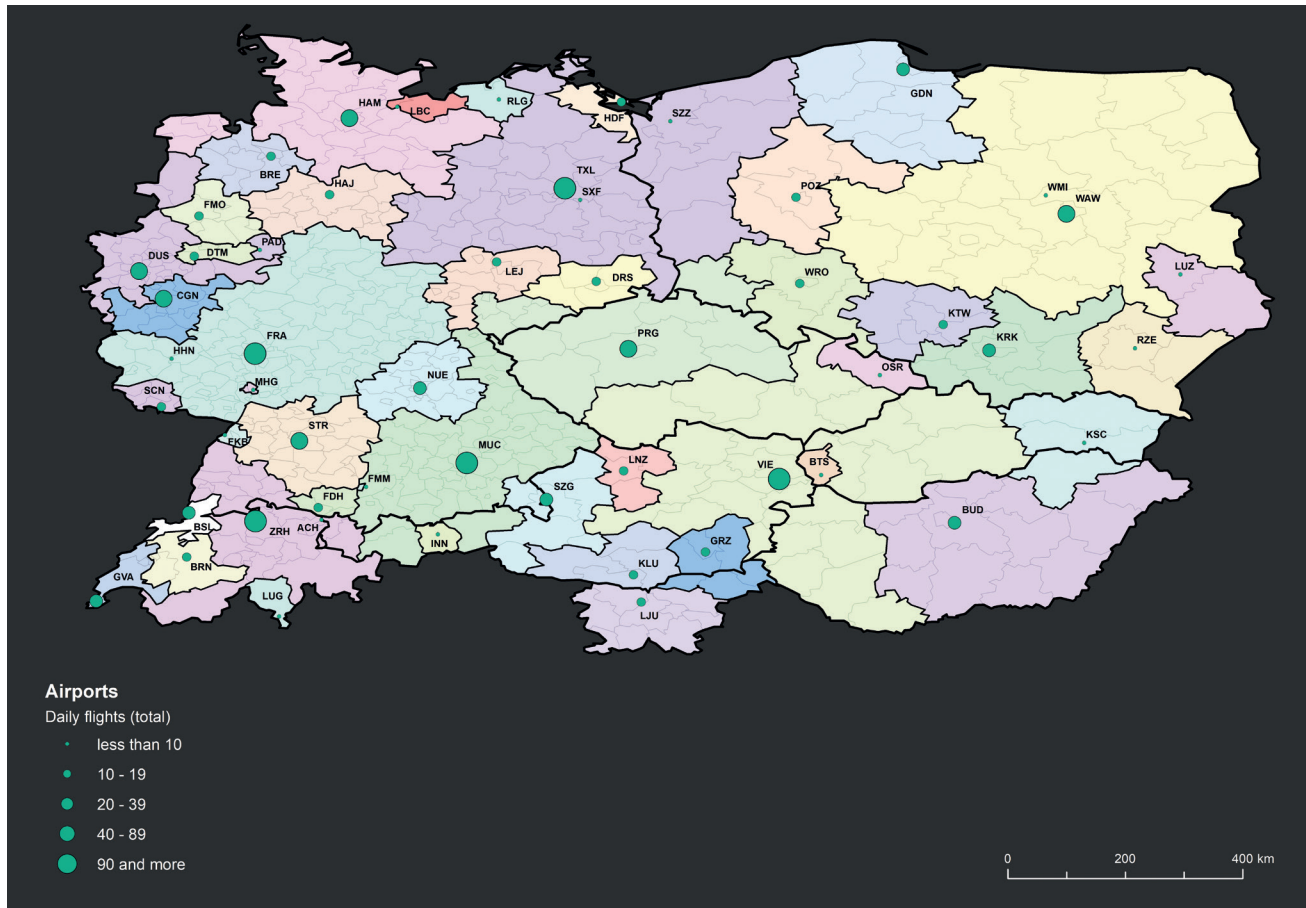 HAM
LBC
RLG
HDF
SZZ
GDN
BRE
HAJ
TXL
SXF
POZ
WMI
WAW
FMO
DUS
DTM
PAD
CGN
LEJ
DRS
WRO
LUZ
FRA
HHN
MHG
SCN
NUE
PRG
KTW
KRK
OSR
RZE
FKB
STR
MUC
LNZ
VIE
BTS
KSC
FDH
FMM
SZG
BUD
BSL
ZRH
ACH
INN
GRZ
BRN
GVA
KLU
LUG
LJU
Airports
Daily flights (total)
less than 10
10 - 19
20 - 39
40 - 89
90 and more
0 200 400 km